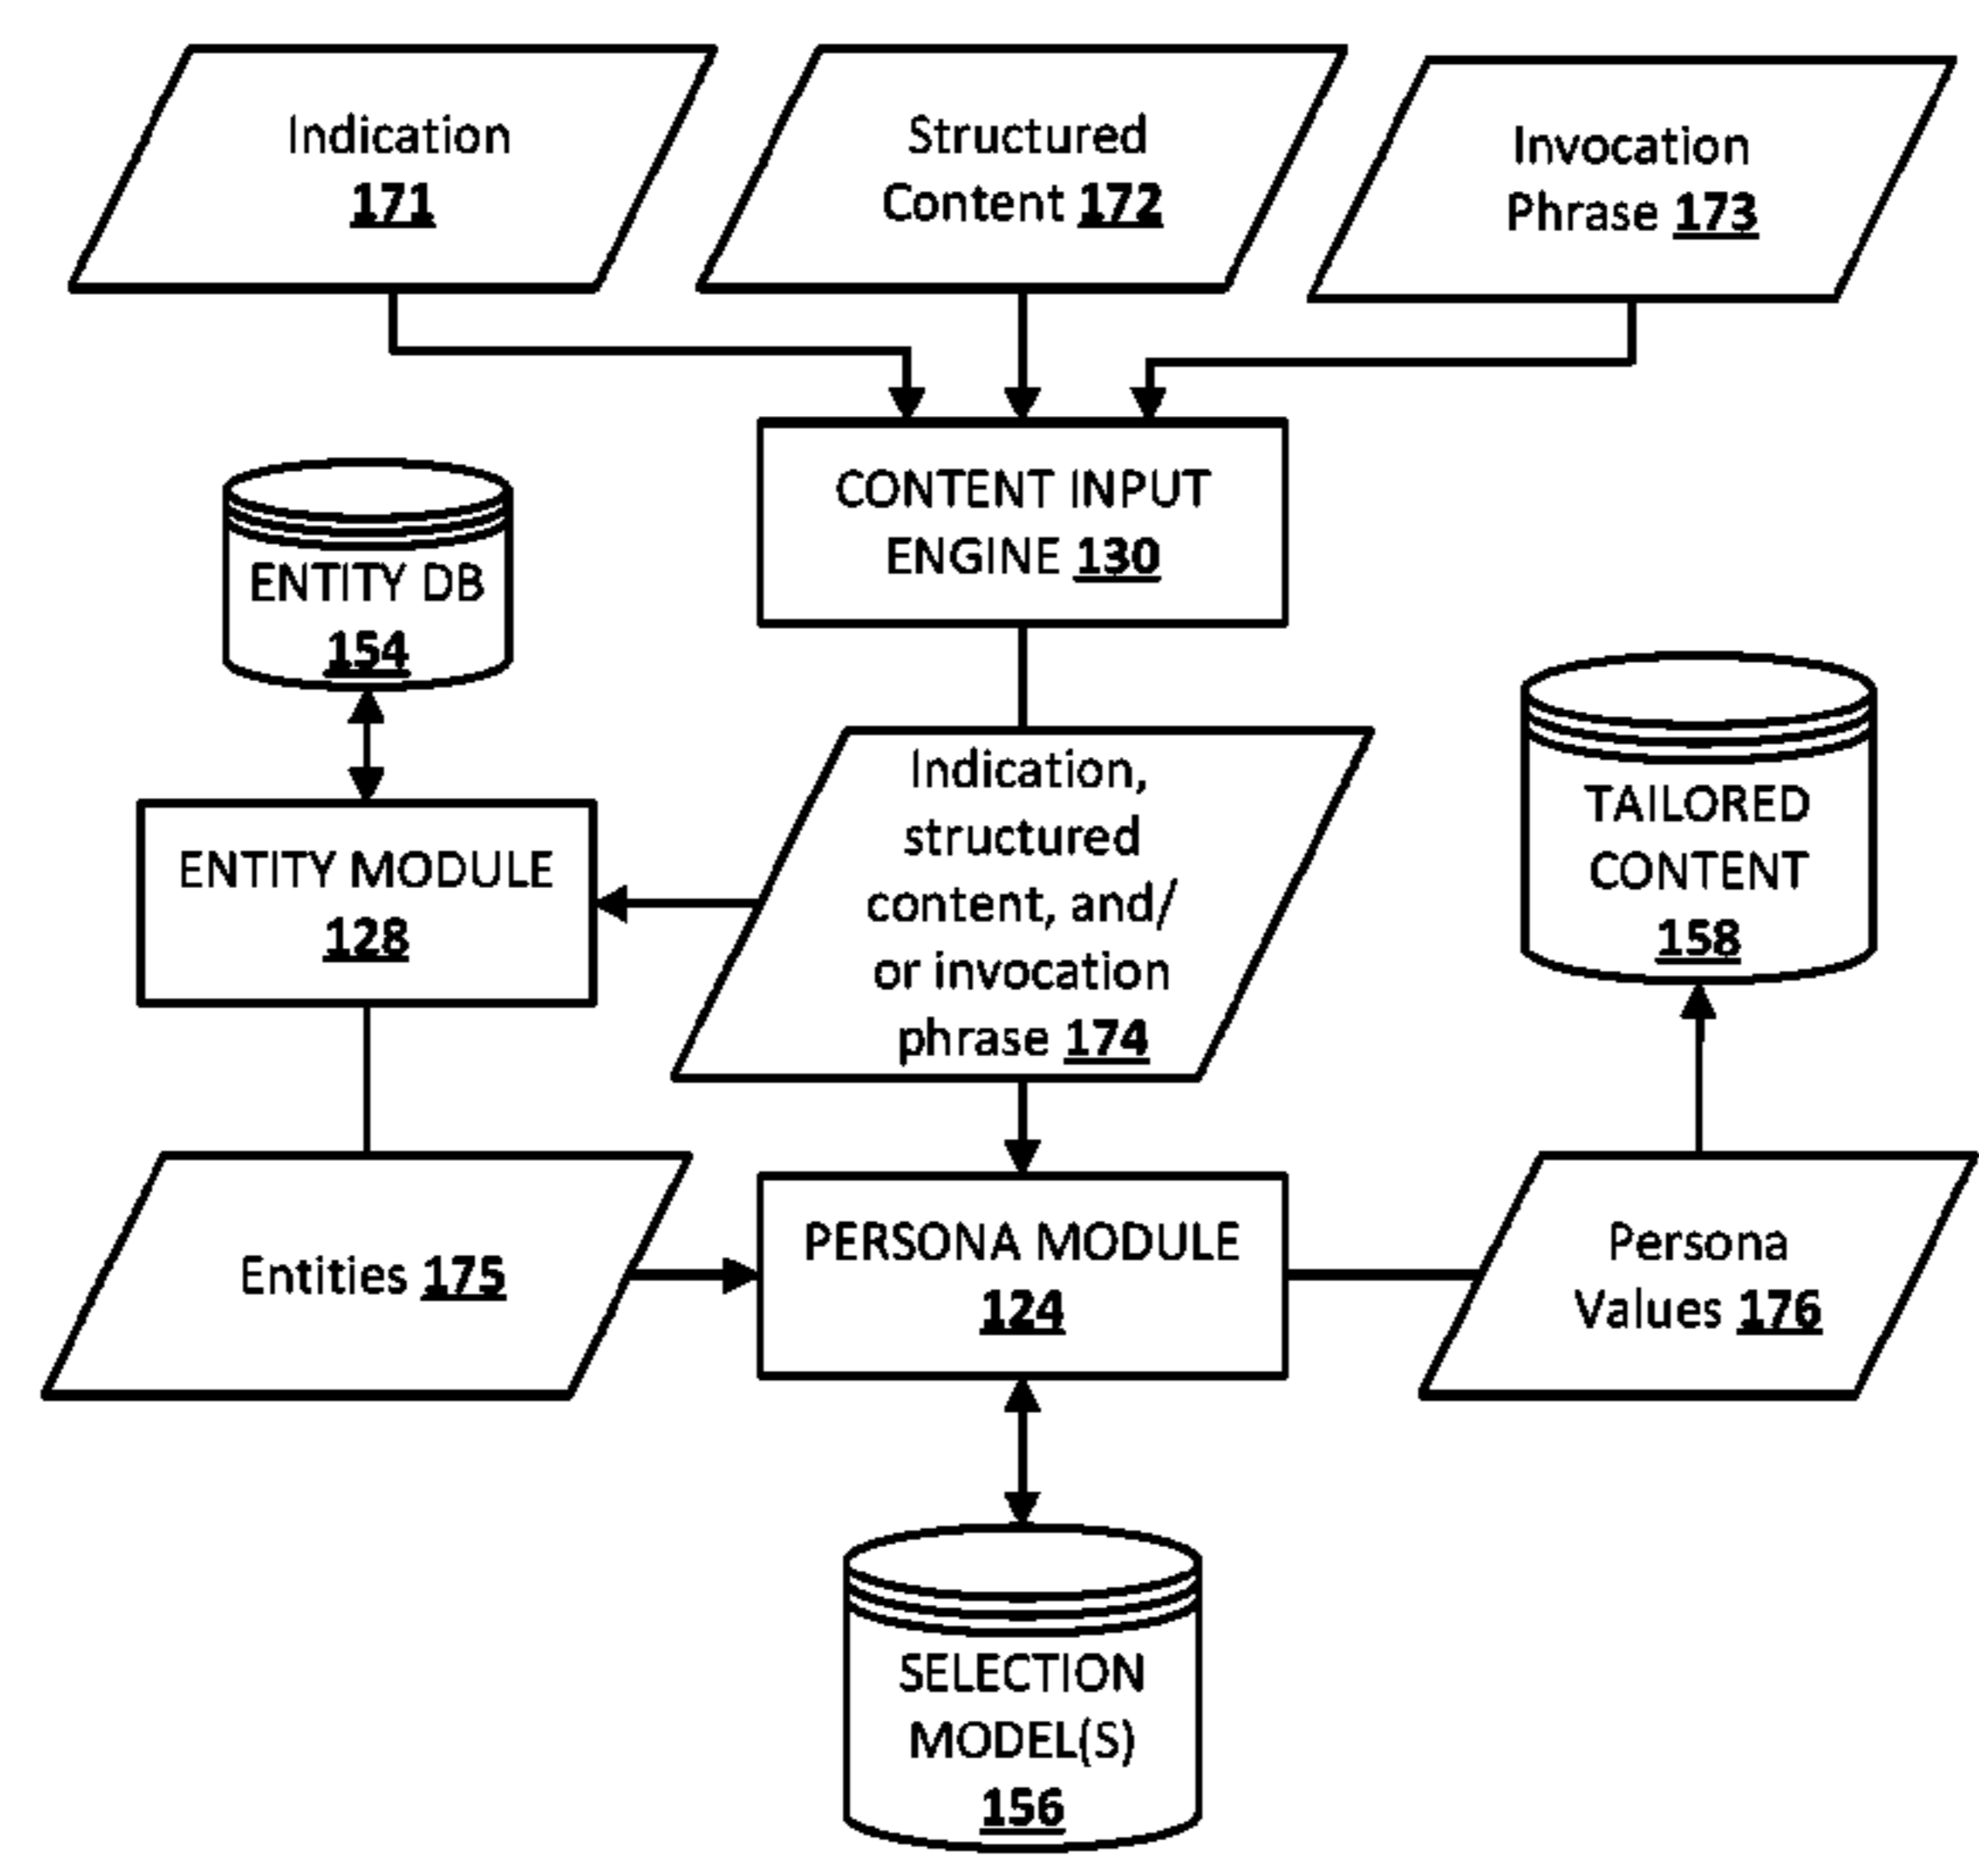 Indication
171
Structured
Content 172
Invocation
Phrase 173
CONTENT INPUT
ENGINE 130
ENTITY DB
154
Indication,
structured
content, and/
or invocation
phrase 174
TAILORED
CONTENT
158
ENTITY MODULE
128
Entities 175
PERSONA MODULE
124
Persona
Values 176
SELECTION
MODEL(S)
156